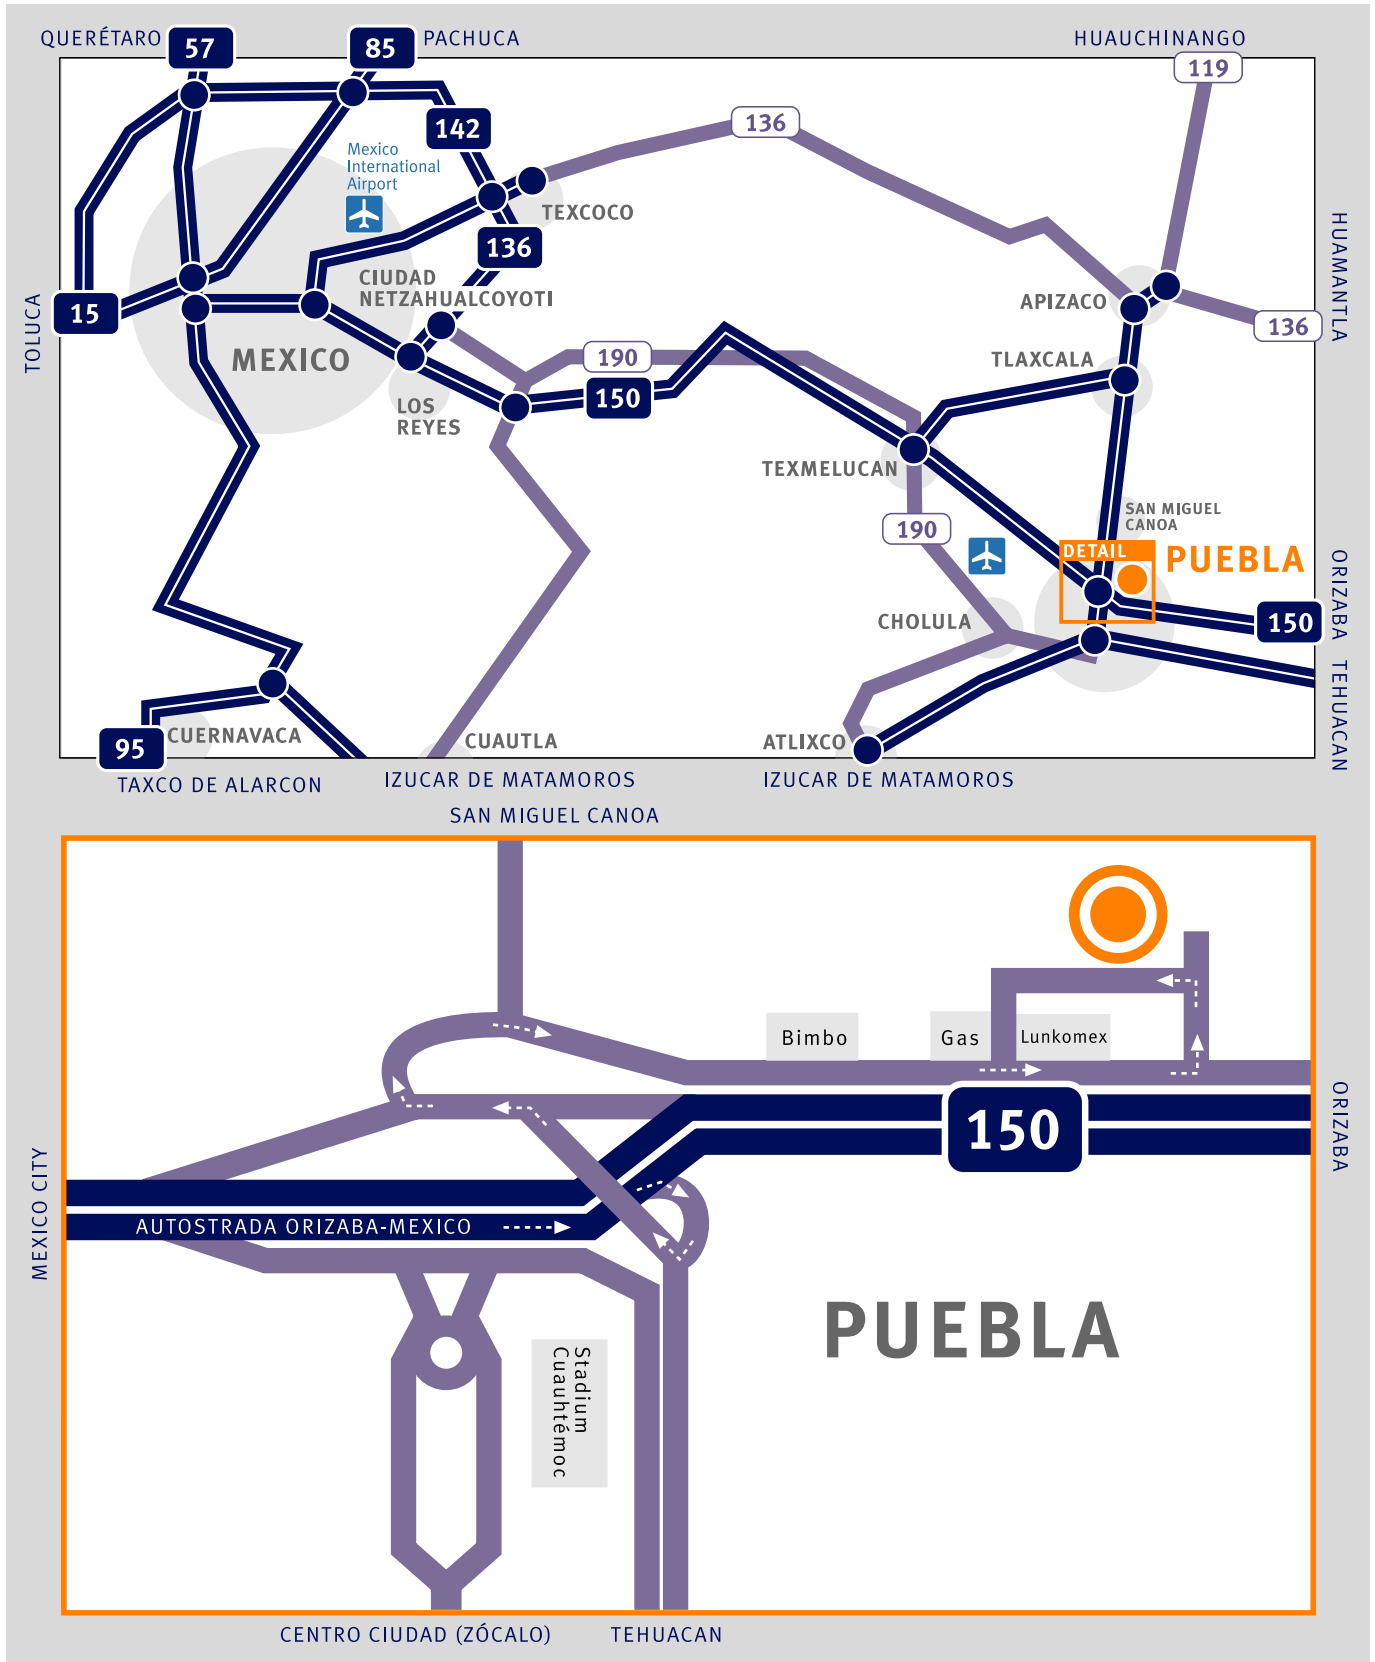 QUERÉTARO
57
85
PACHUCA
HUAUCHINANGO
119
142
136
Mexico
International
Airport
TEXCOCO
136
HUAMANTLA
CIUDAD
NETZAHUALCOYOTI
APIZACO
15
136
TOLUCA
MEXICO
190
TLAXCALA
150
LOS
REYES
TEXMELUCAN
SAN MIGUEL
CANOA
190
DETAIL
PUEBLA
ORIZABA
CHOLULA
150
TEHUACAN
CUERNAVACA
95
CUAUTLA
ATLIXCO
TAXCO DE ALARCON
IZUCAR DE MATAMOROS
IZUCAR DE MATAMOROS
SAN MIGUEL CANOA
Bimbo
Gas
Lunkomex
150
ORIZABA
MEXICO CITY
AUTOSTRADA ORIZABA-MEXICO
PUEBLA
Stadium
Cuauhtémoc
CENTRO CIUDAD (ZÓCALO)
TEHUACAN